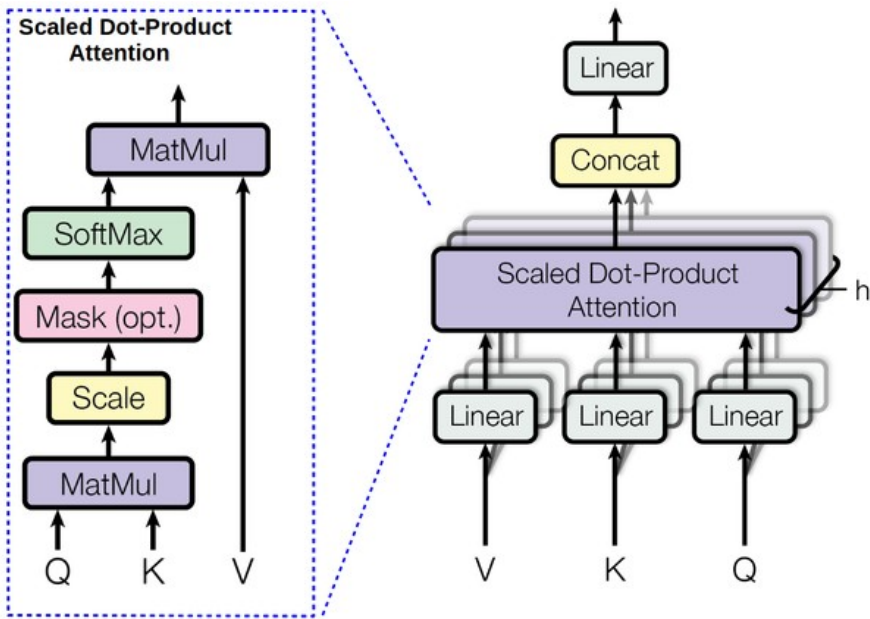 Scaled Dot-Product
Attention
MatMul
SoftMax
Mask (opt.)
Scale
MatMul
Q K V
Linear
Concat
Scaled Dot-Product
Attention
h
Linear Linear Linear
V K Q